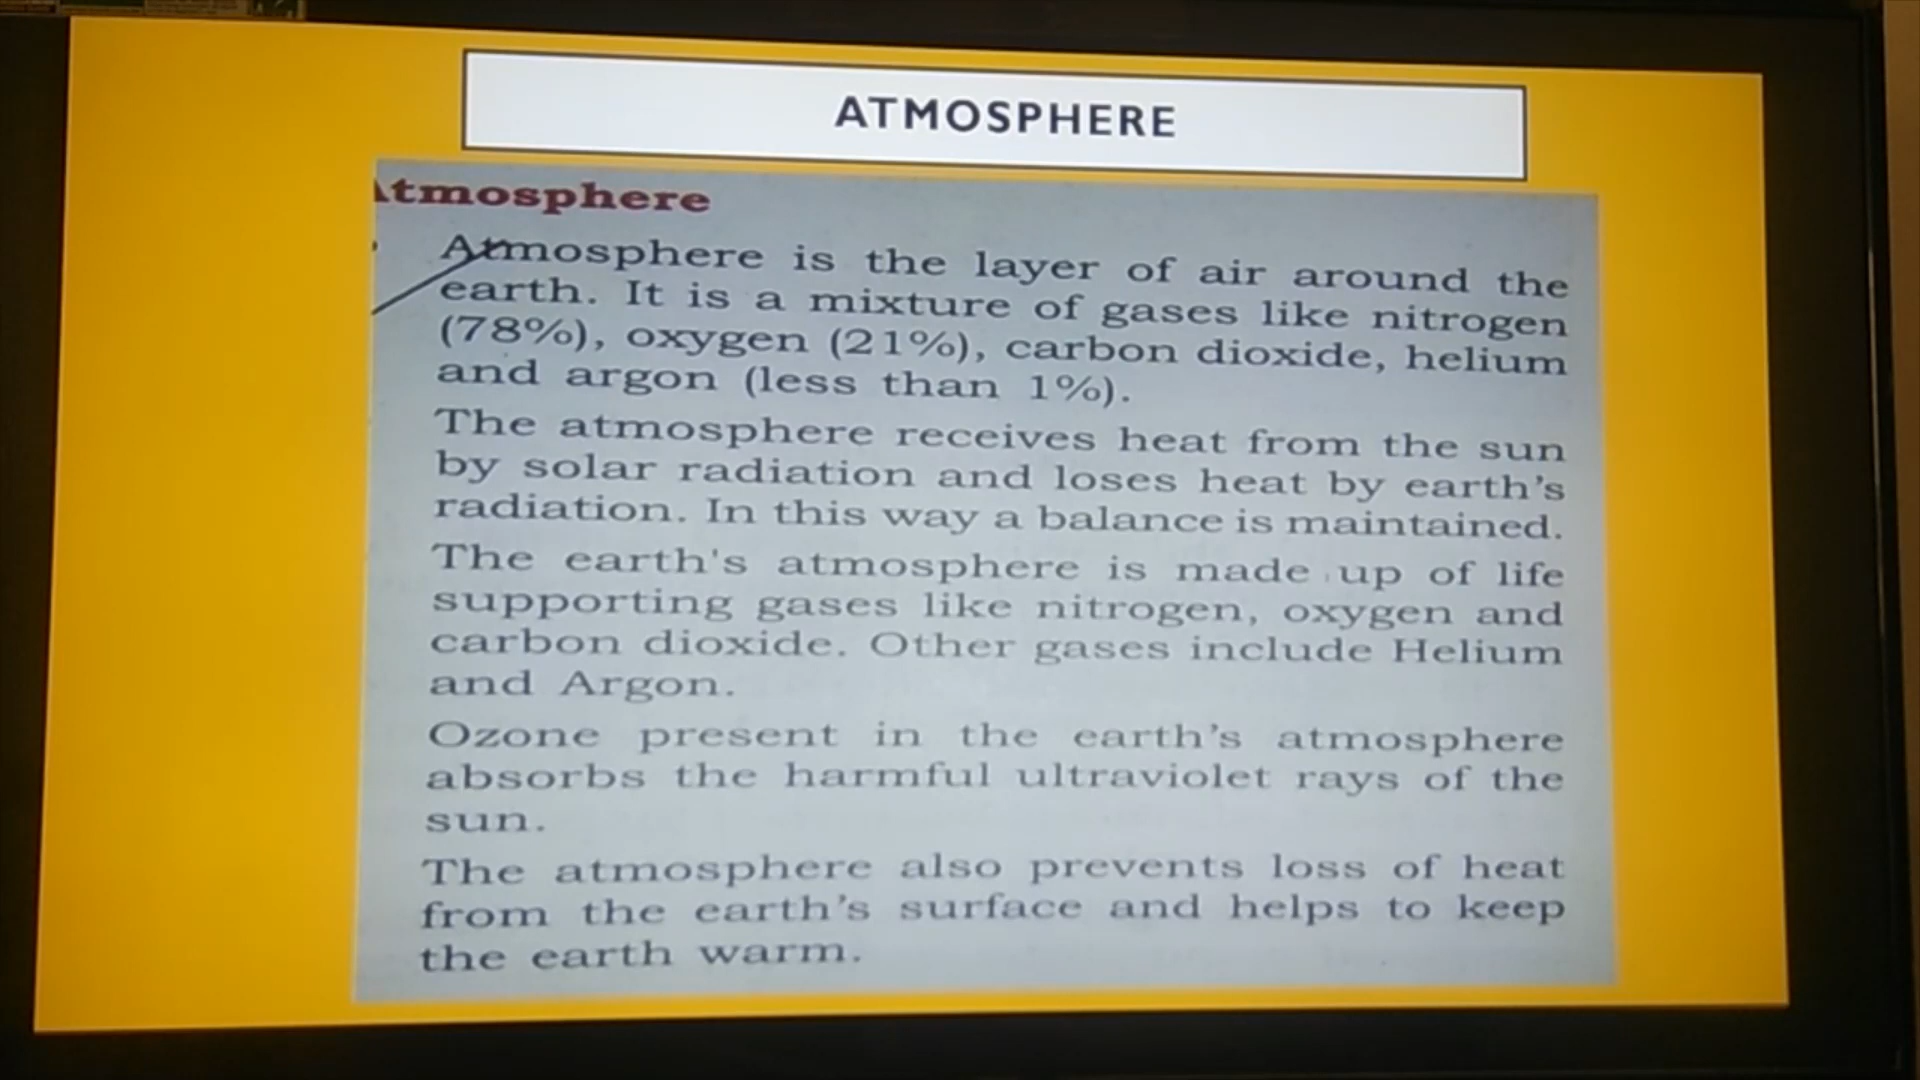 ATMOSPHERE
Atmosphere
Atmosphere is the layer of air around the
earth. It is a mixture of gases like nitrogen
(78%), oxygen (21%), carbon dioxide, helium
and argon (less than 1%).
The atmosphere receives heat from the sun
by solar radiation and loses heat by earth's
radiation. In this way a balance is maintained.
The earth's atmosphere is made up of life
supporting gases like nitrogen, oxygen and
carbon dioxide. Other gases include Helium
and Argon.
Ozone present in the earth's atmosphere
absorbs the harmful ultraviolet rays of the
sun.
The atmosphere also prevents loss of heat
from the earth's surface and helps to keep
the earth warm.